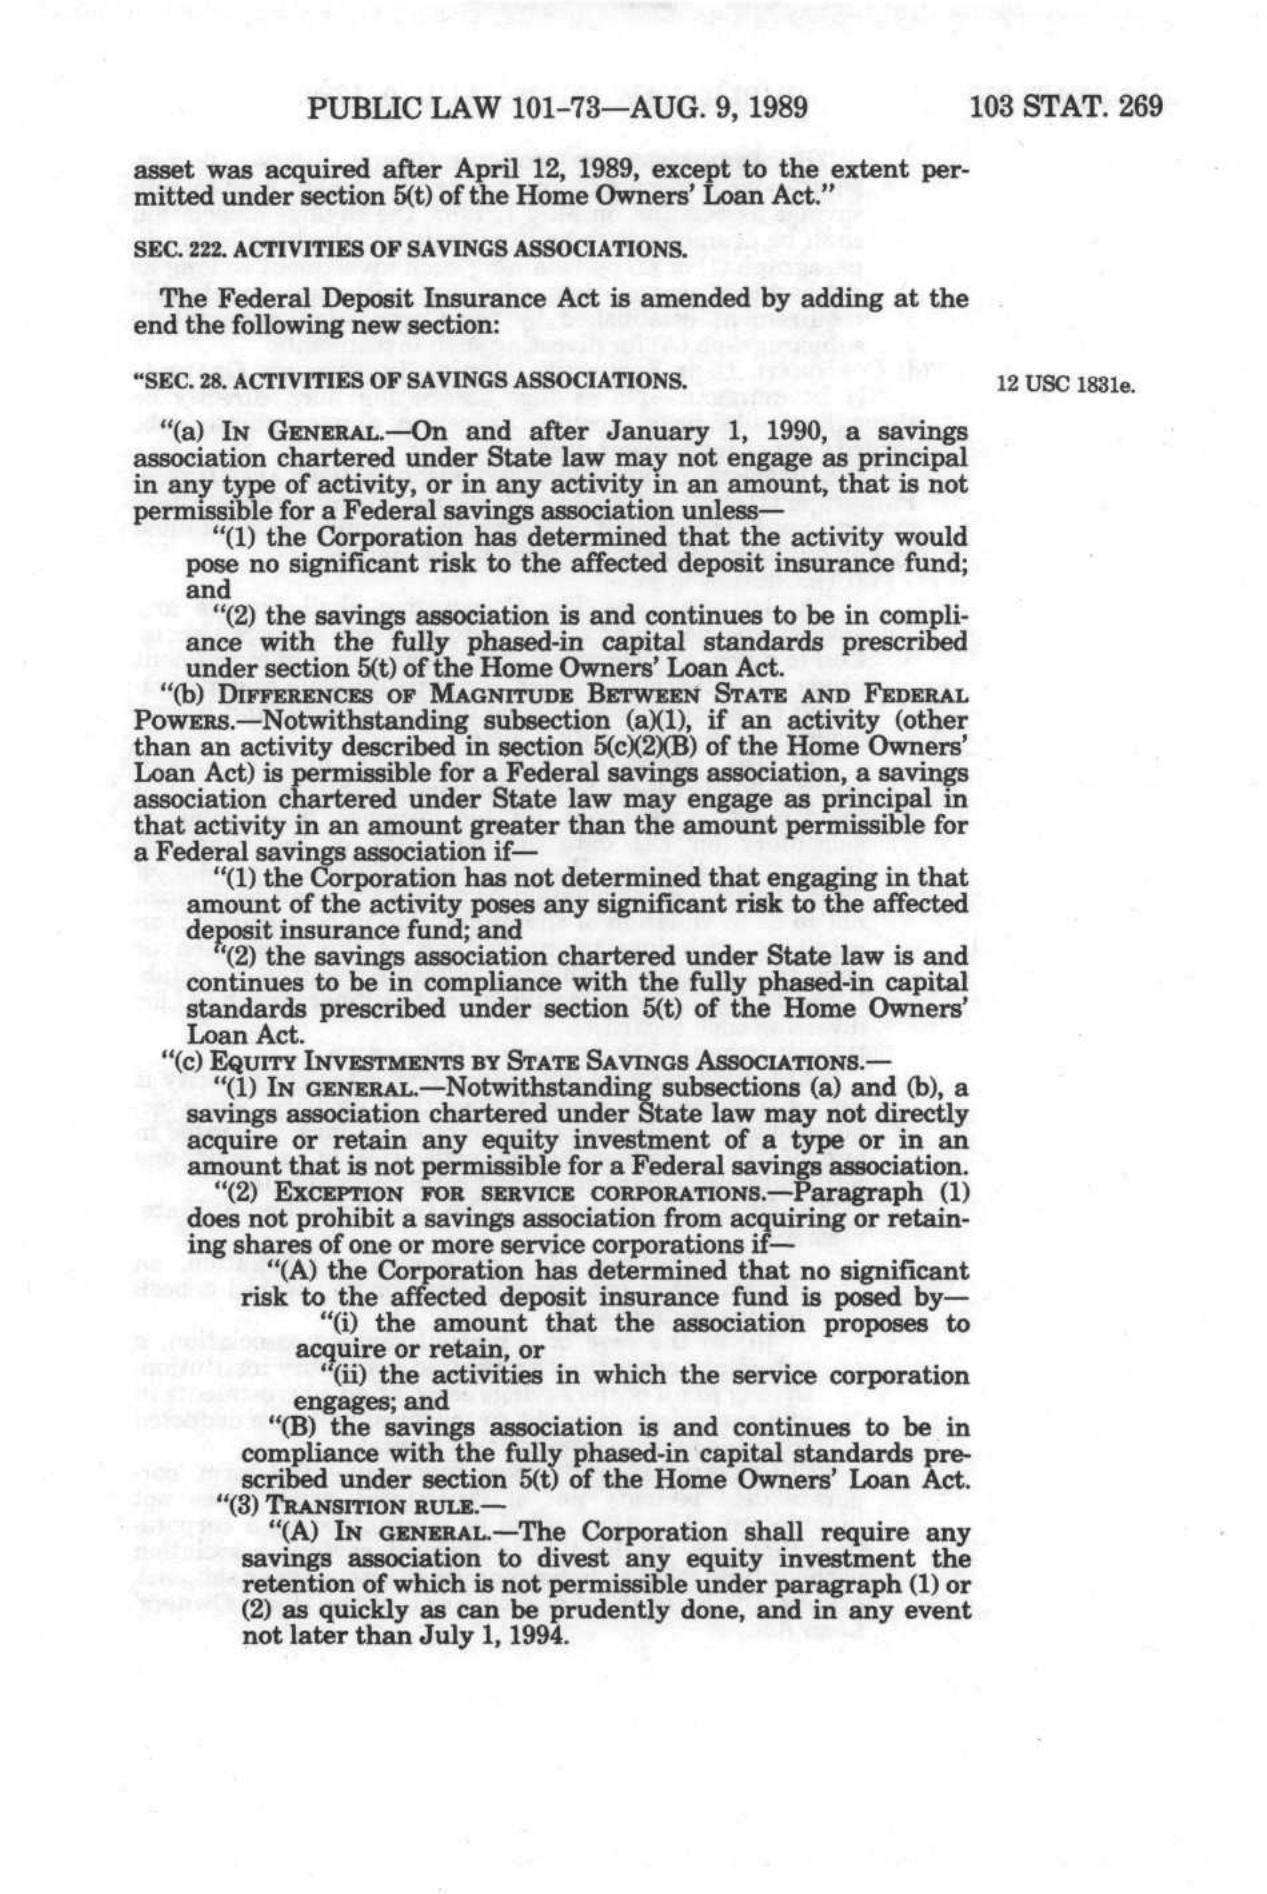 PUBLIC LAW 101-73—AUG. 9, 1989 103 STAT. 269
asset was acquired after April 12, 1989, except to the extent per-
mitted under section 5(t) of the Home Owners' Loan Act."
SEC. 222. ACTIVITIES OF SAVINGS ASSOCIATIONS.
The Federal Deposit Insurance Act is amended by adding at the
end the following new section:
"SEC. 28. ACTIVITIES OF SAVINGS ASSOCIATIONS. 12 USC 1831e.
"(a) IN GENERAL.—On and after January 1, 1990, a savings
association chartered under State law may not engage as principal
in any type of activity, or in any activity in an amount, that is not
permissible for a Federal savings association unless—
"(1) the Corporation has determined that the activity would
pose no significant risk to the affected deposit insurance fund;
and
"(2) the savings association is and continues to be in compli-
ance with the fully phased-in capital standards prescribed
under section 5(t) of the Home Owners' Loan Act.
"(b) DIFFERENCES OF MAGNITUDE BETWEEN STATE AND FEDERAL
POWERS.—Notwithstanding subsection (a)(1), if an activity (other
than an activity described in section 5(c)(2)(B) of the Home Owners'
Loan Act) is permissible for a Federal savings association, a savings
association chartered under State law may engage as principal in
that activity in an amount greater than the amount permissible for
a Federal savings association if—
"(1) the Corporation has not determined that engaging in that
amount of the activity poses any significant risk to the affected
deposit insurance fund; and
"(2) the savings association chartered under State law is and
continues to be in compliance with the fully phased-in capital
standards prescribed under section 5(t) of the Home Owners'
Loan Act.
"(c) EQUITY INVESTMENTS BY STATE SAVINGS ASSOCIATIONS.—
"(1) IN GENERAL.—Notwithstanding subsections (a) and (b), a
savings association chartered under State law may not directly
acquire or retain any equity investment of a type or in an
amount that is not permissible for a Federal savings association.
"(2) EXCEPTION FOR SERVICE CORPORATIONS.—Paragraph (1)
does not prohibit a savings association from acquiring or retain-
ing shares of one or more service corporations if—
"(A) the Corporation has determined that no significant
risk to the affected deposit insurance fund is posed by—
"(i) the amount that the association proposes to
acquire or retain, or
"(ii) the activities in which the service corporation
engages; and
"(B) the savings association is and continues to be in
compliance with the fully phased-in capital standards pre-
scribed under section 5(t) of the Home Owners' Loan Act.
"(3) TRANSITION RULE.—
"(A) IN GENERAL.—The Corporation shall require any
savings association to divest any equity investment the
retention of which is not permissible under paragraph (1) or
(2) as quickly as can be prudently done, and in any event
not later than July 1, 1994.